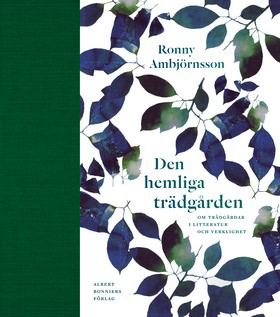 Ronny
Ambjörnsson
Den
hemliga
trädgården
OM TRÄDGÅRDAR
I LITTERATUR
OCH VERKLIGHET
ALBERT
BONNIERS
FÖRLAG